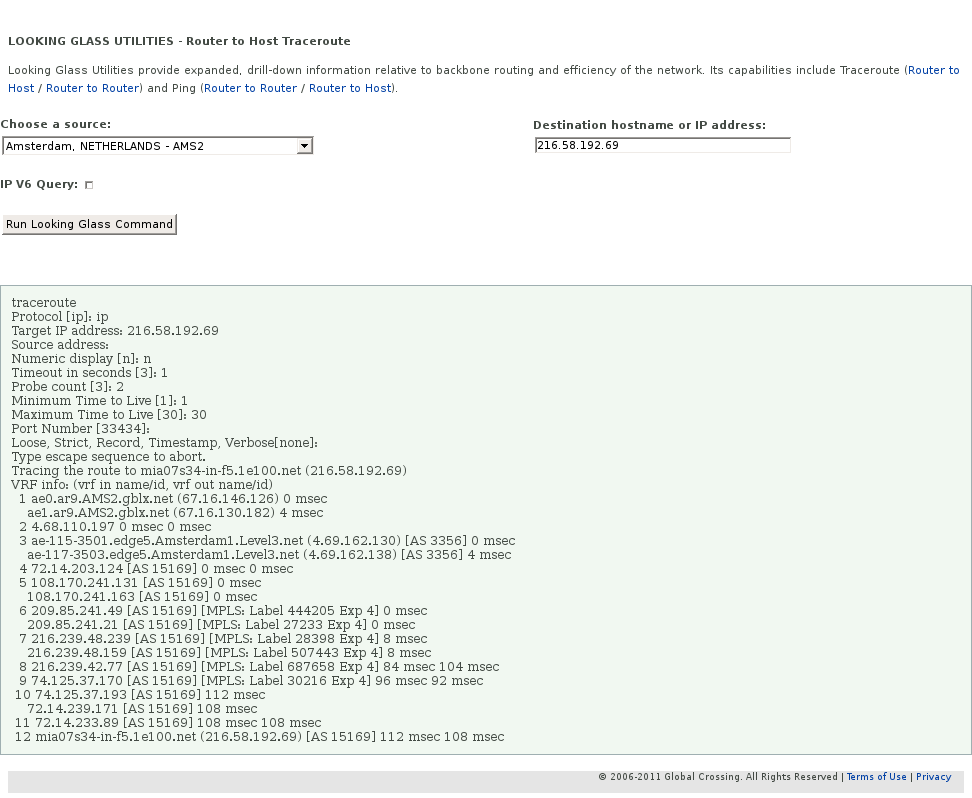 LOOKING GLASS UTILITIES - Router to Host Traceroute
Looking Glass Utilities provide expanded, drill-down information relative to backbone routing and efficiency of the network. Its capabilities include Traceroute (Router to
Host / Router to Router) and Ping (Router to Router / Router to Host).
Choose a source:
Amsterdam, NETHERLANDS - AMS2
Destination hostname or IP address:
216.58.192.69
IP V6 Query:
Run Looking Glass Command
traceroute
Protocol [ip]: ip
Target IP address: 216.58.192.69
Source address:
Numeric display [n]: n
Timeout in seconds [3]: 1
Probe count [3]: 2
Minimum Time to Live [1]: 1
Maximum Time to Live [30]: 30
Port Number [33434]:
Loose, Strict, Record, Timestamp, Verbose[none]:
Type escape sequence to abort.
Tracing the route to mia07s34-in-f5.1e100.net (216.58.192.69)
VRF info: (vrf in name/id, vrf out name/id)
1 ae0.ar9.AMS2.gblx.net (67.16.146.126) 0 msec
ae1.ar9.AMS2.gblx.net (67.16.130.182) 4 msec
2 4.68.110.197 0 msec 0 msec
3 ae-115-3501.edge5.Amsterdam1.Level3.net (4.69.162.130) [AS 3356] 0 msec
ae-117-3503.edge5.Amsterdam1.Level3.net (4.69.162.138) [AS 3356] 4 msec
4 72.14.203.124 [AS 15169] 0 msec 0 msec
5 108.170.241.131 [AS 15169] 0 msec
108.170.241.163 [AS 15169] 0 msec
6 209.85.241.49 [AS 15169] [MPLS: Label 444205 Exp 4] 0 msec
209.85.241.21 [AS 15169] [MPLS: Label 27233 Exp 4] 0 msec
7 216.239.48.239 [AS 15169] [MPLS: Label 28398 Exp 4] 8 msec
216.239.48.159 [AS 15169] [MPLS: Label 507443 Exp 4] 8 msec
8 216.239.42.77 [AS 15169] [MPLS: Label 687658 Exp 4] 84 msec 104 msec
9 74.125.37.170 [AS 15169] [MPLS: Label 30216 Exp 4] 96 msec 92 msec
10 74.125.37.193 [AS 15169] 112 msec
72.14.239.171 [AS 15169] 108 msec
11 72.14.233.89 [AS 15169] 108 msec 108 msec
12 mia07s34-in-f5.1e100.net (216.58.192.69) [AS 15169] 112 msec 108 msec
© 2006-2011 Global Crossing. All Rights Reserved | Terms of Use | Privacy